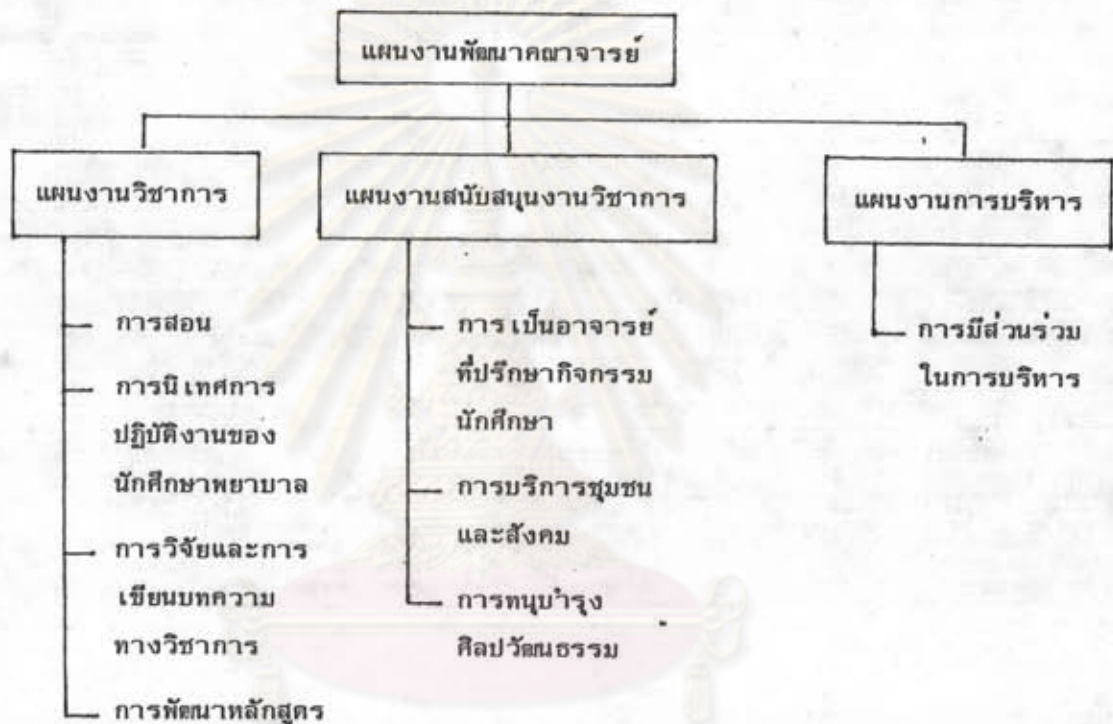 แผนงานพัฒนาคณาจารย์
แผนงานวิชาการ
การสอน
การนิเทศการ
ปฏิบัติงานของ
นักศึกษาพยาบาล
การวิจัยและการ
เขียนบทความ
ทางวิชาการ
การพัฒนาหลักสูตร
แผนงานสนับสนุนงานวิชาการ
การเป็นอาจารย์
ที่ปรึกษากิจกรรม
นักศึกษา
การบริการชุมชน
และสังคม
การทนุบำรุง
ศิลปวัฒนธรรม
แผนงานการบริหาร
การมีส่วนร่วม
ในการบริหาร